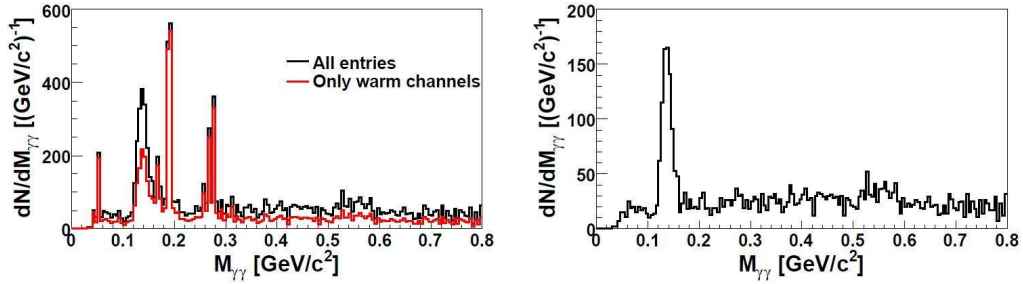 dN/dMγγ [(GeV/c²)⁻¹]
600
400
200
0
All entries
Only warm channels
0 0.1 0.2 0.3 0.4 0.5 0.6 0.7 0.8
Mγγ [GeV/c²]
dN/dMγγ [(GeV/c²)⁻¹]
200
150
100
50
0
0 0.1 0.2 0.3 0.4 0.5 0.6 0.7 0.8
Mγγ [GeV/c²]